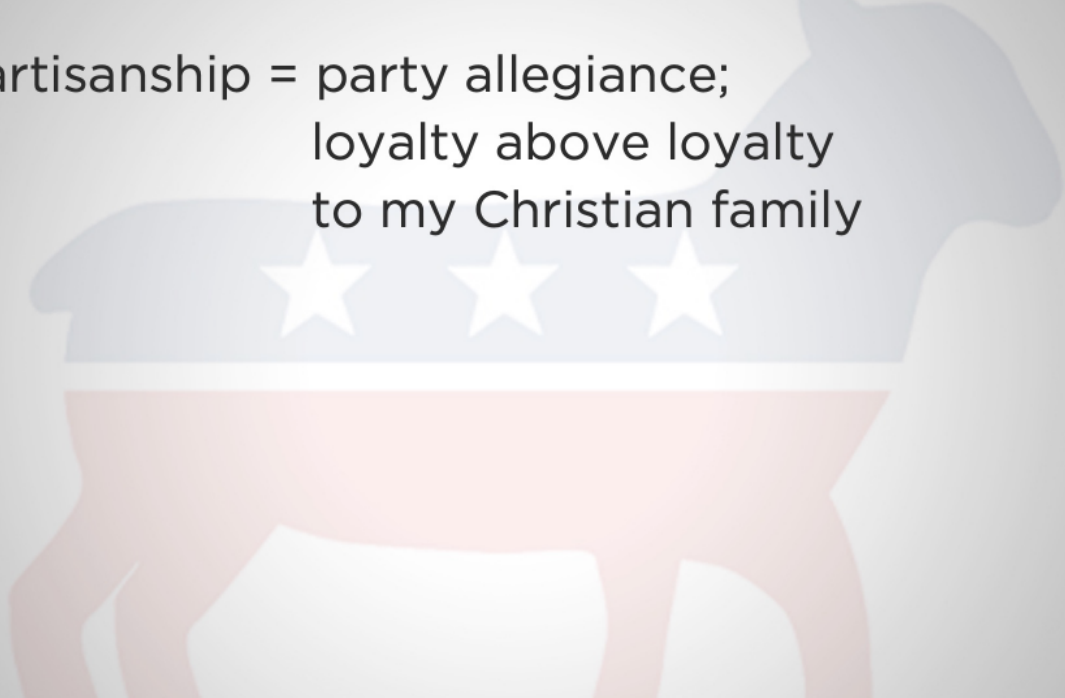 artisanship = party allegiance;
loyalty above loyalty
to my Christian family